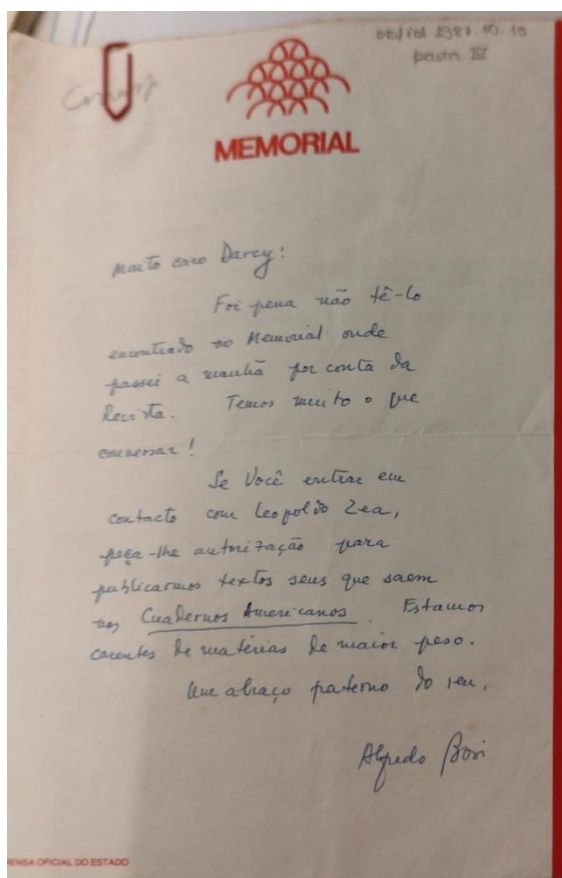 1987.10.19
pasta IV
MEMORIAL
Muito caro Darcy:
Foi pena não tê-lo
encontrado no Memorial onde
passei a manhã por conta da
Revista. Temos muito o que
conversar!
Se Você entrar em
contacto com Leopoldo Zea,
peça-lhe autorização para
publicarmos textos seus que saem
nos Cuadernos Americanos. Estamos
carentes de matérias de maior peso.
Um abraço paterno do seu,
Alfredo Bosi
OFICIAL DO ESTADO